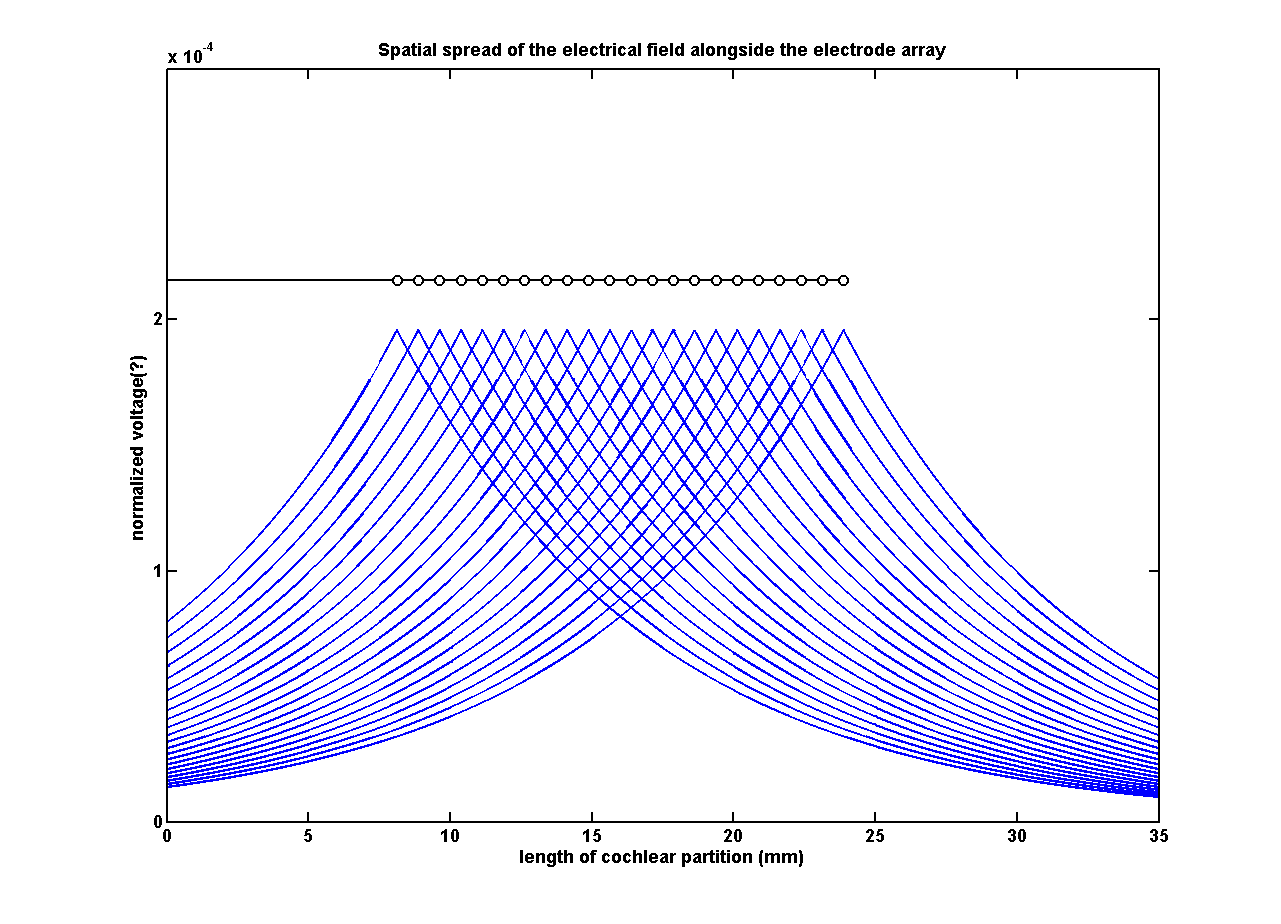 Spatial spread of the electrical field alongside the electrode array
x 10-4
2
1
0
normalized voltage(?)
0 5 10 15 20 25 30 35
length of cochlear partition (mm)